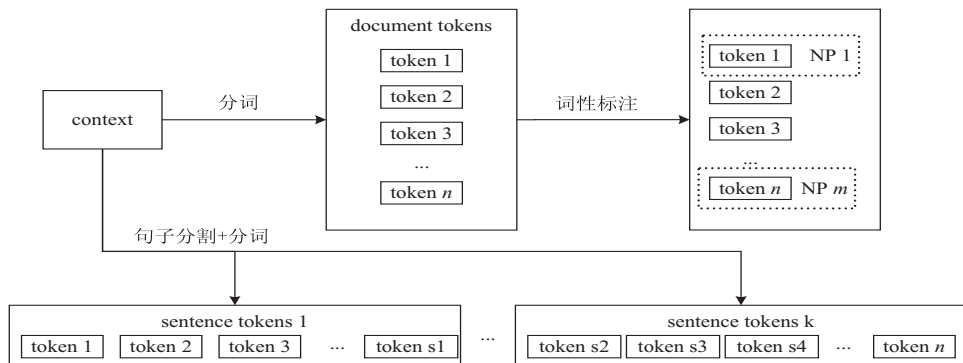 document tokens
token 1
token 2
token 3
...
token n
context
分词
词性标注
token 1 NP 1
token 2
token 3
...
token n NP m
句子分割+分词
sentence tokens 1
token 1 token 2 token 3 ... token s1
...
sentence tokens k
token s2 token s3 token s4 ... token n